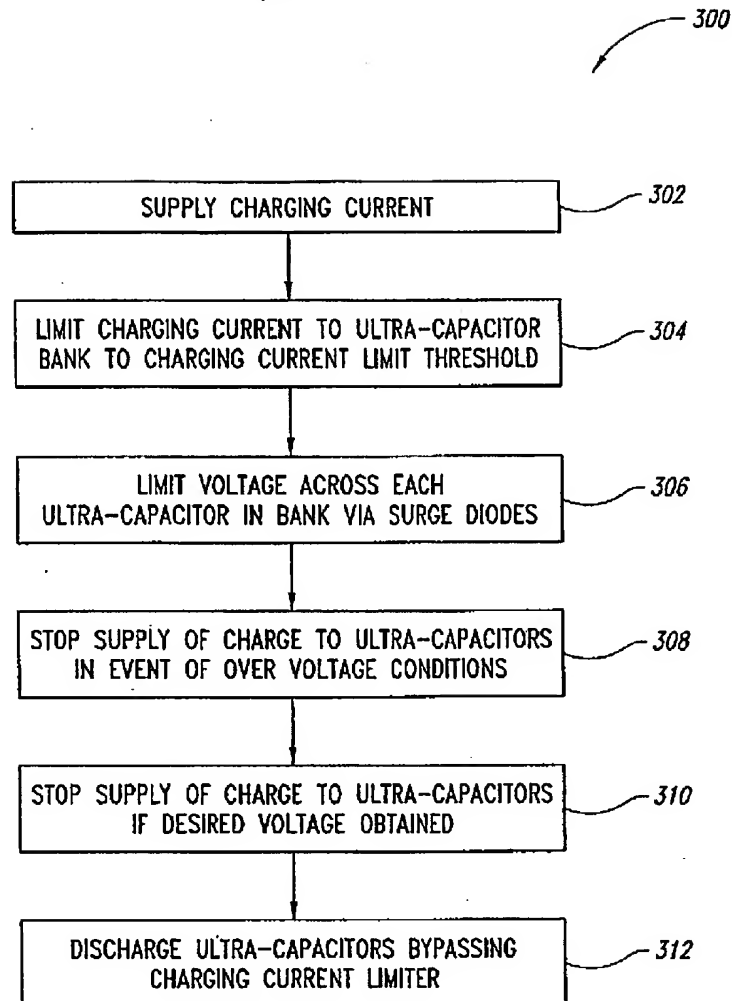 300
SUPPLY CHARGING CURRENT
302
LIMIT CHARGING CURRENT TO ULTRA-CAPACITOR
BANK TO CHARGING CURRENT LIMIT THRESHOLD
304
LIMIT VOLTAGE ACROSS EACH
ULTRA-CAPACITOR IN BANK VIA SURGE DIODES
306
STOP SUPPLY OF CHARGE TO ULTRA-CAPACITORS
IN EVENT OF OVER VOLTAGE CONDITIONS
308
STOP SUPPLY OF CHARGE TO ULTRA-CAPACITORS
IF DESIRED VOLTAGE OBTAINED
310
DISCHARGE ULTRA-CAPACITORS BYPASSING
CHARGING CURRENT LIMITER
312